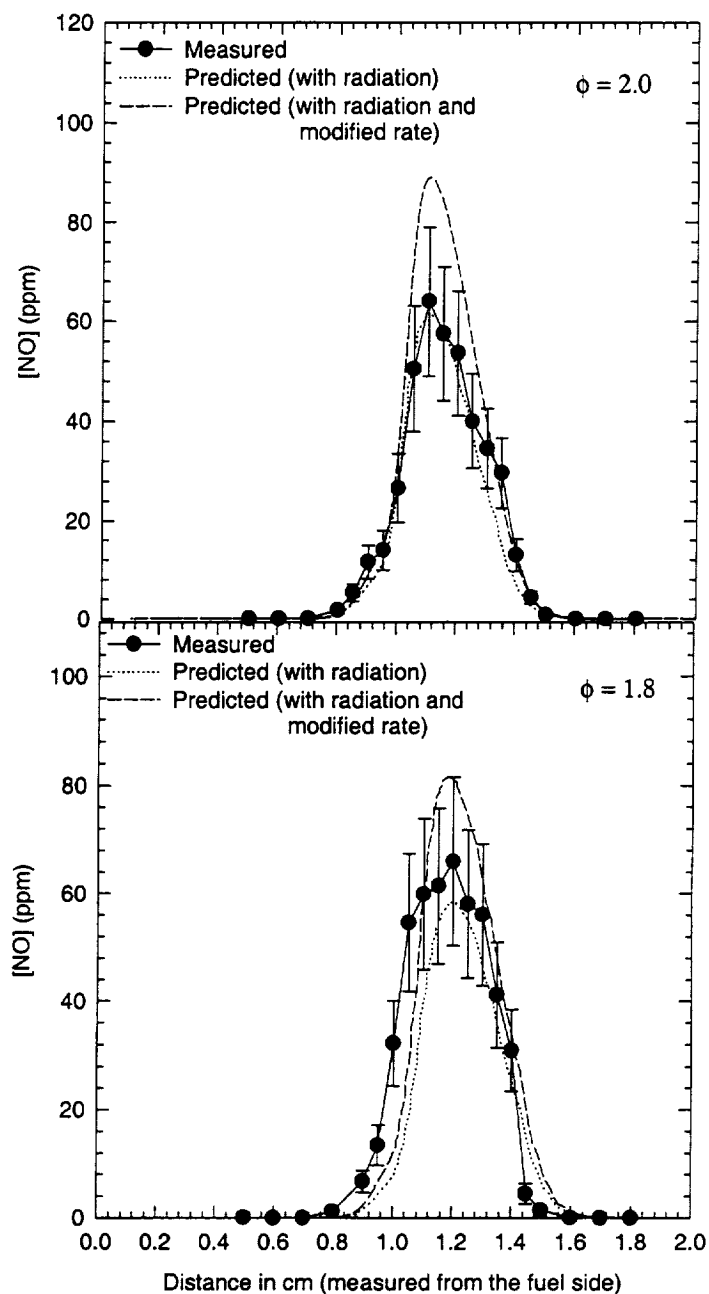 120
100
80
60
40
20
0
[NO] (ppm)
Measured
Predicted (with radiation)
Predicted (with radiation and
modified rate)
ϕ = 2.0
100
80
60
40
20
0
[NO] (ppm)
Measured
Predicted (with radiation)
Predicted (with radiation and
modified rate)
ϕ = 1.8
0.0 0.2 0.4 0.6 0.8 1.0 1.2 1.4 1.6 1.8 2.0
Distance in cm (measured from the fuel side)